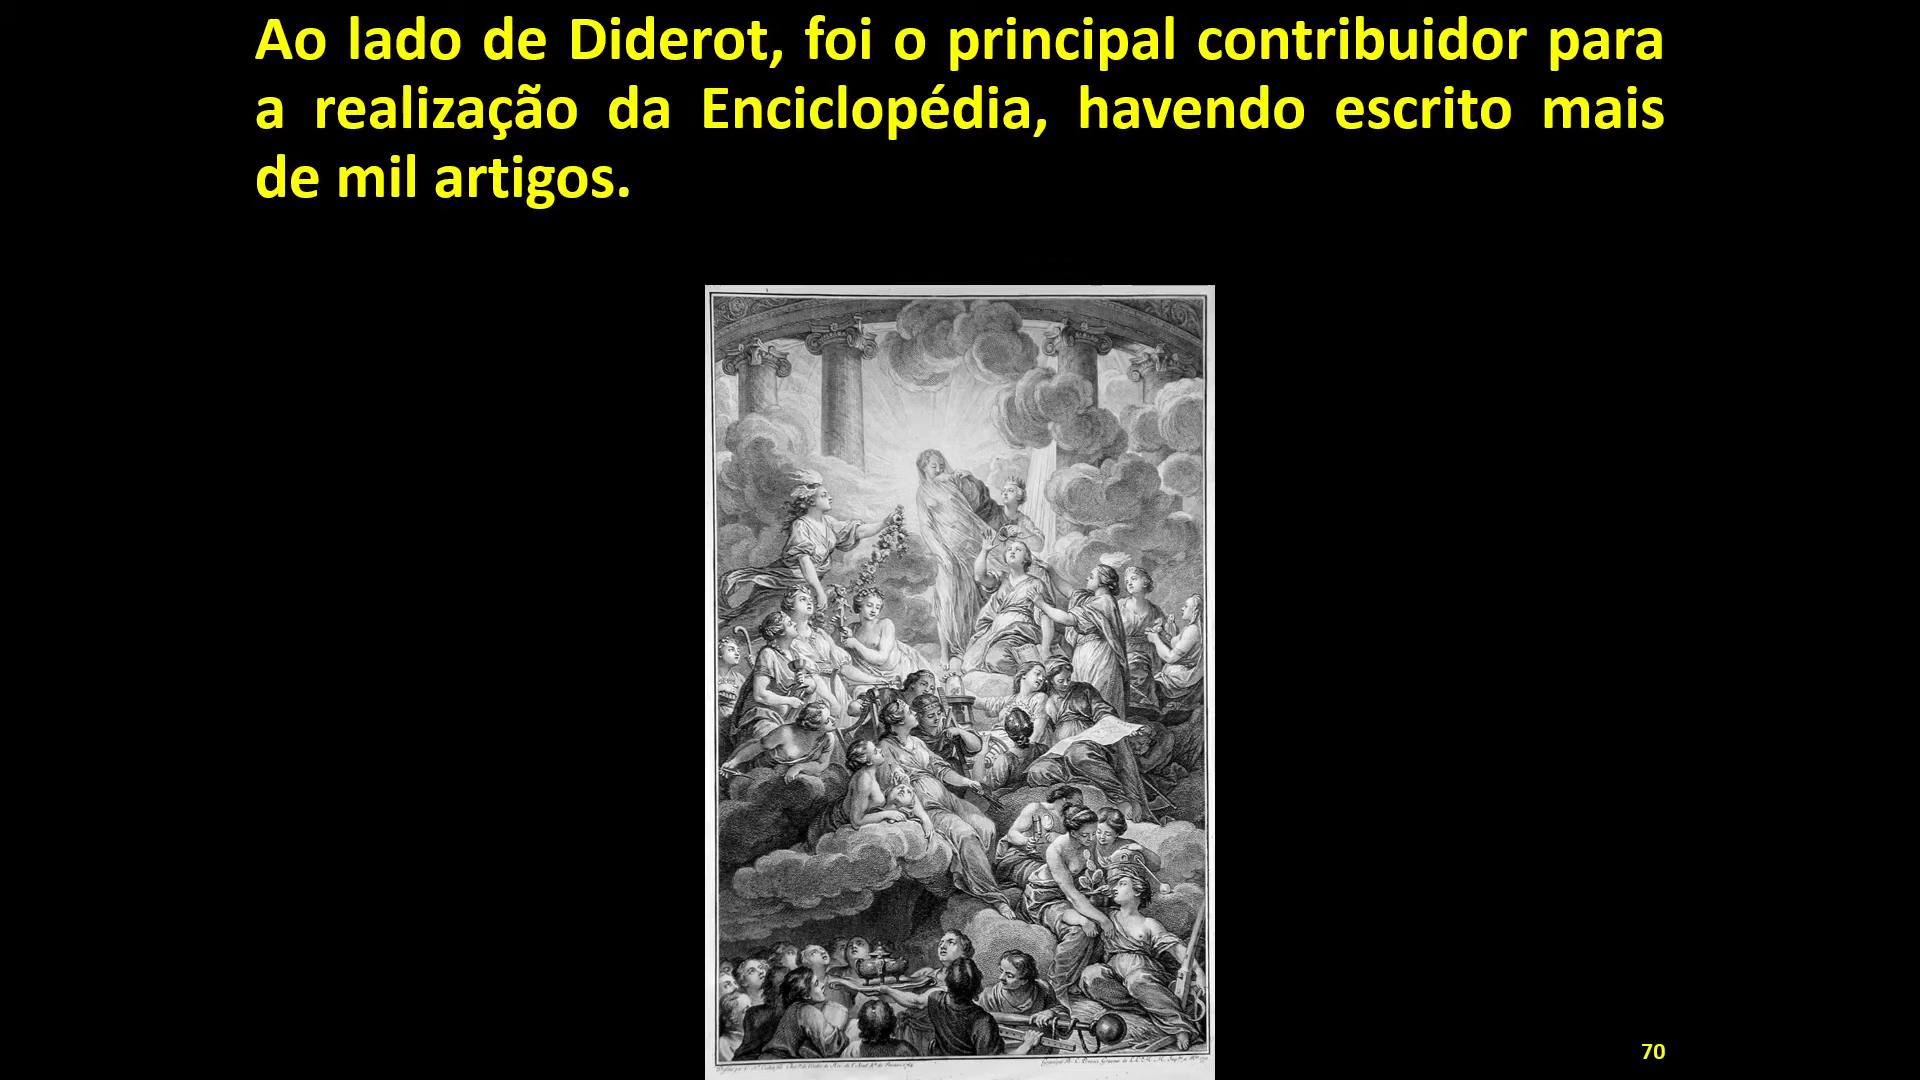 Ao lado de Diderot, foi o principal contribuidor para
a realização da Enciclopédia, havendo escrito mais
de mil artigos.
70